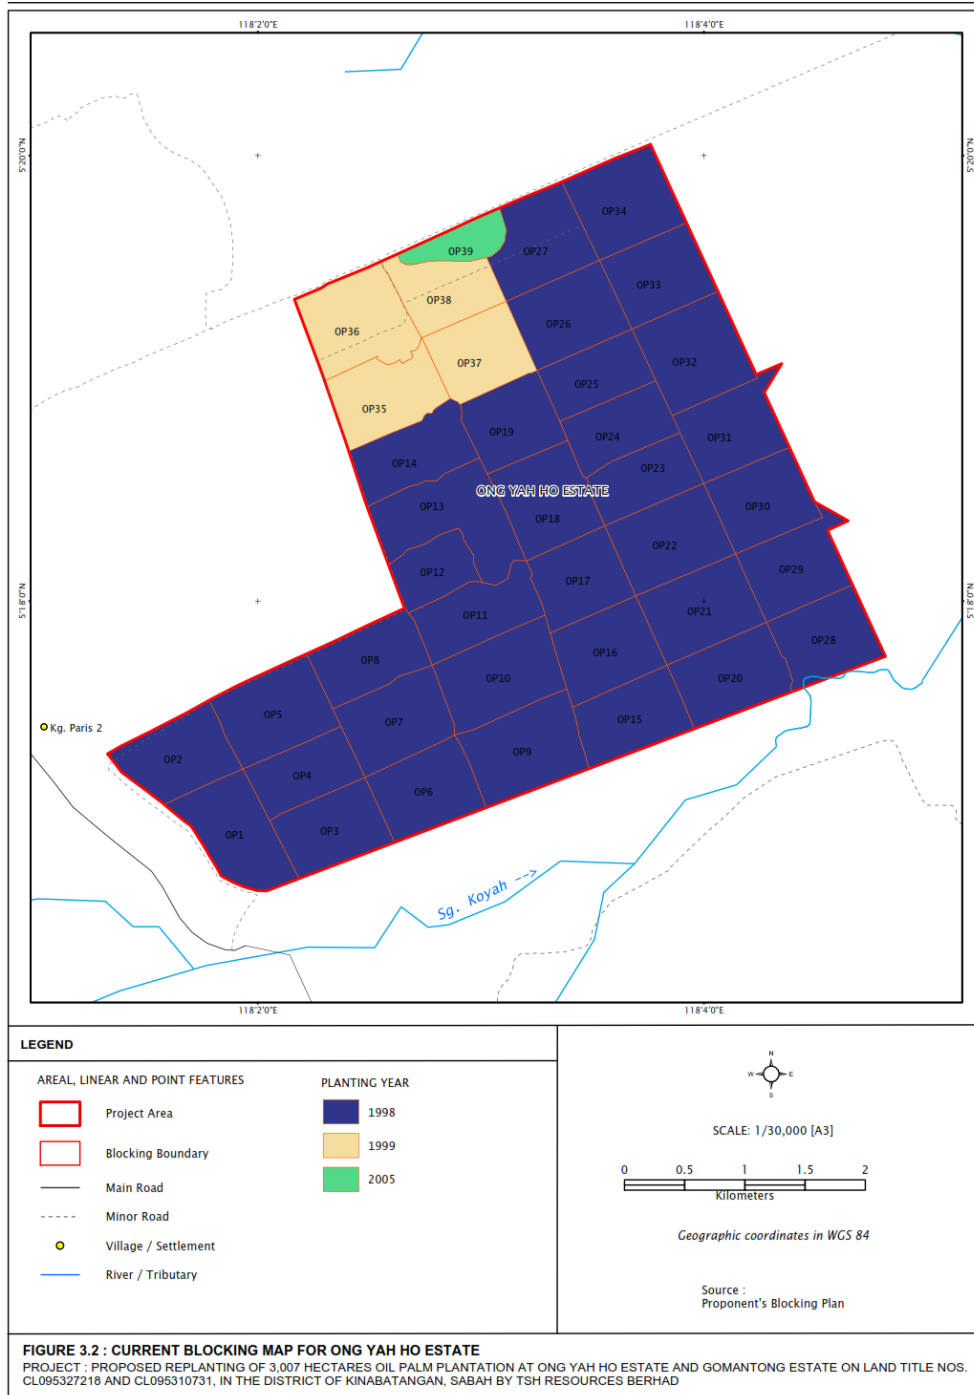 118°2'0"E
118°4'0"E
5°20'0"N
5°20'0"N
OP34
OP39
OP27
OP33
OP38
OP36
OP26
OP37
OP32
OP25
OP35
OP19
OP24
OP31
OP14
OP23
ONG YAH HO ESTATE
OP13
OP18
OP30
OP22
OP12
OP17
OP29
OP11
OP21
OP28
OP16
OP8
OP10
OP20
OP5
OP7
OP15
Kg. Paris 2
OP2
OP9
OP4
OP6
OP1
OP3
5°18'0"N
5°18'0"N
Sg. Koyah -->
118°2'0"E
118°4'0"E
LEGEND
AREAL, LINEAR AND POINT FEATURES
Project Area
Blocking Boundary
Main Road
Minor Road
Village / Settlement
River / Tributary
PLANTING YEAR
1998
1999
2005
N
W E
S
SCALE: 1/30,000 [A3]
0 0.5 1 1.5 2
Kilometers
Geographic coordinates in WGS 84
Source :
Proponent's Blocking Plan
FIGURE 3.2 : CURRENT BLOCKING MAP FOR ONG YAH HO ESTATE
PROJECT : PROPOSED REPLANTING OF 3,007 HECTARES OIL PALM PLANTATION AT ONG YAH HO ESTATE AND GOMANTONG ESTATE ON LAND TITLE NOS.
CL095327218 AND CL095310731, IN THE DISTRICT OF KINABATANGAN, SABAH BY TSH RESOURCES BERHAD